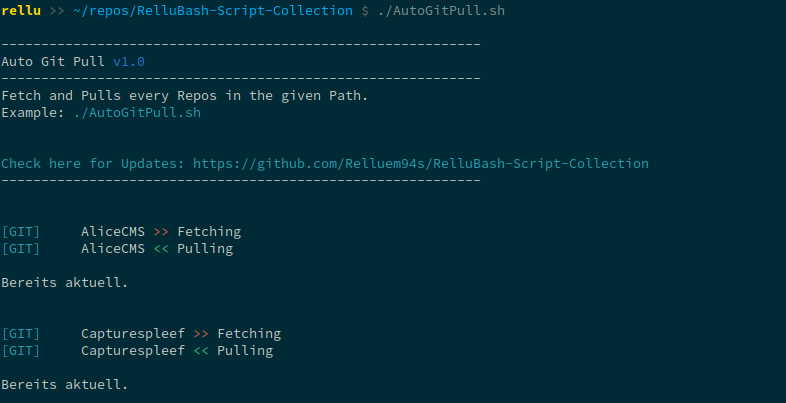 rellu >> ~/repos/RelluBash-Script-Collection $ ./AutoGitPull.sh
------------------------------------------------------------
Auto Git Pull v1.0
------------------------------------------------------------
Fetch and Pulls every Repos in the given Path.
Example: ./AutoGitPull.sh
Check here for Updates: https://github.com/Relluem94s/RelluBash-Script-Collection
------------------------------------------------------------
[GIT]     AliceCMS >> Fetching
[GIT]     AliceCMS << Pulling
Bereits aktuell.
[GIT]     Capturespleef >> Fetching
[GIT]     Capturespleef << Pulling
Bereits aktuell.